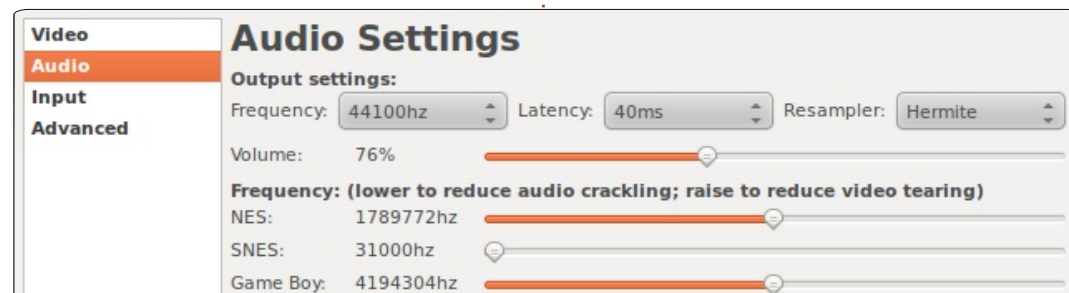 Video
Audio
Input
Advanced
Audio Settings
Output settings:
Frequency: 44100hz Latency: 40ms Resampler: Hermite
Volume: 76%
Frequency: (lower to reduce audio crackling; raise to reduce video tearing)
NES: 1789772hz
SNES: 31000hz
Game Boy: 4194304hz